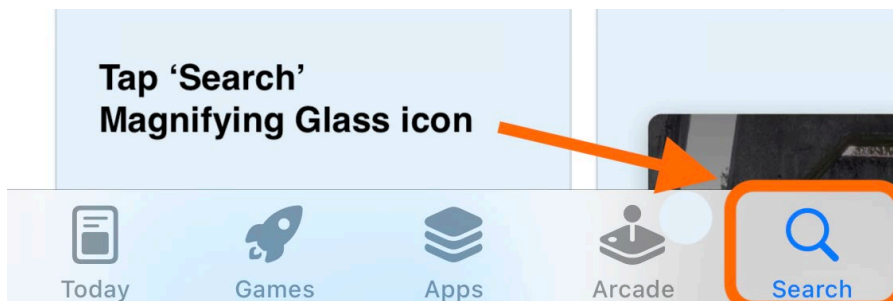 Tap ‘Search’
Magnifying Glass icon
Today Games Apps Arcade Search